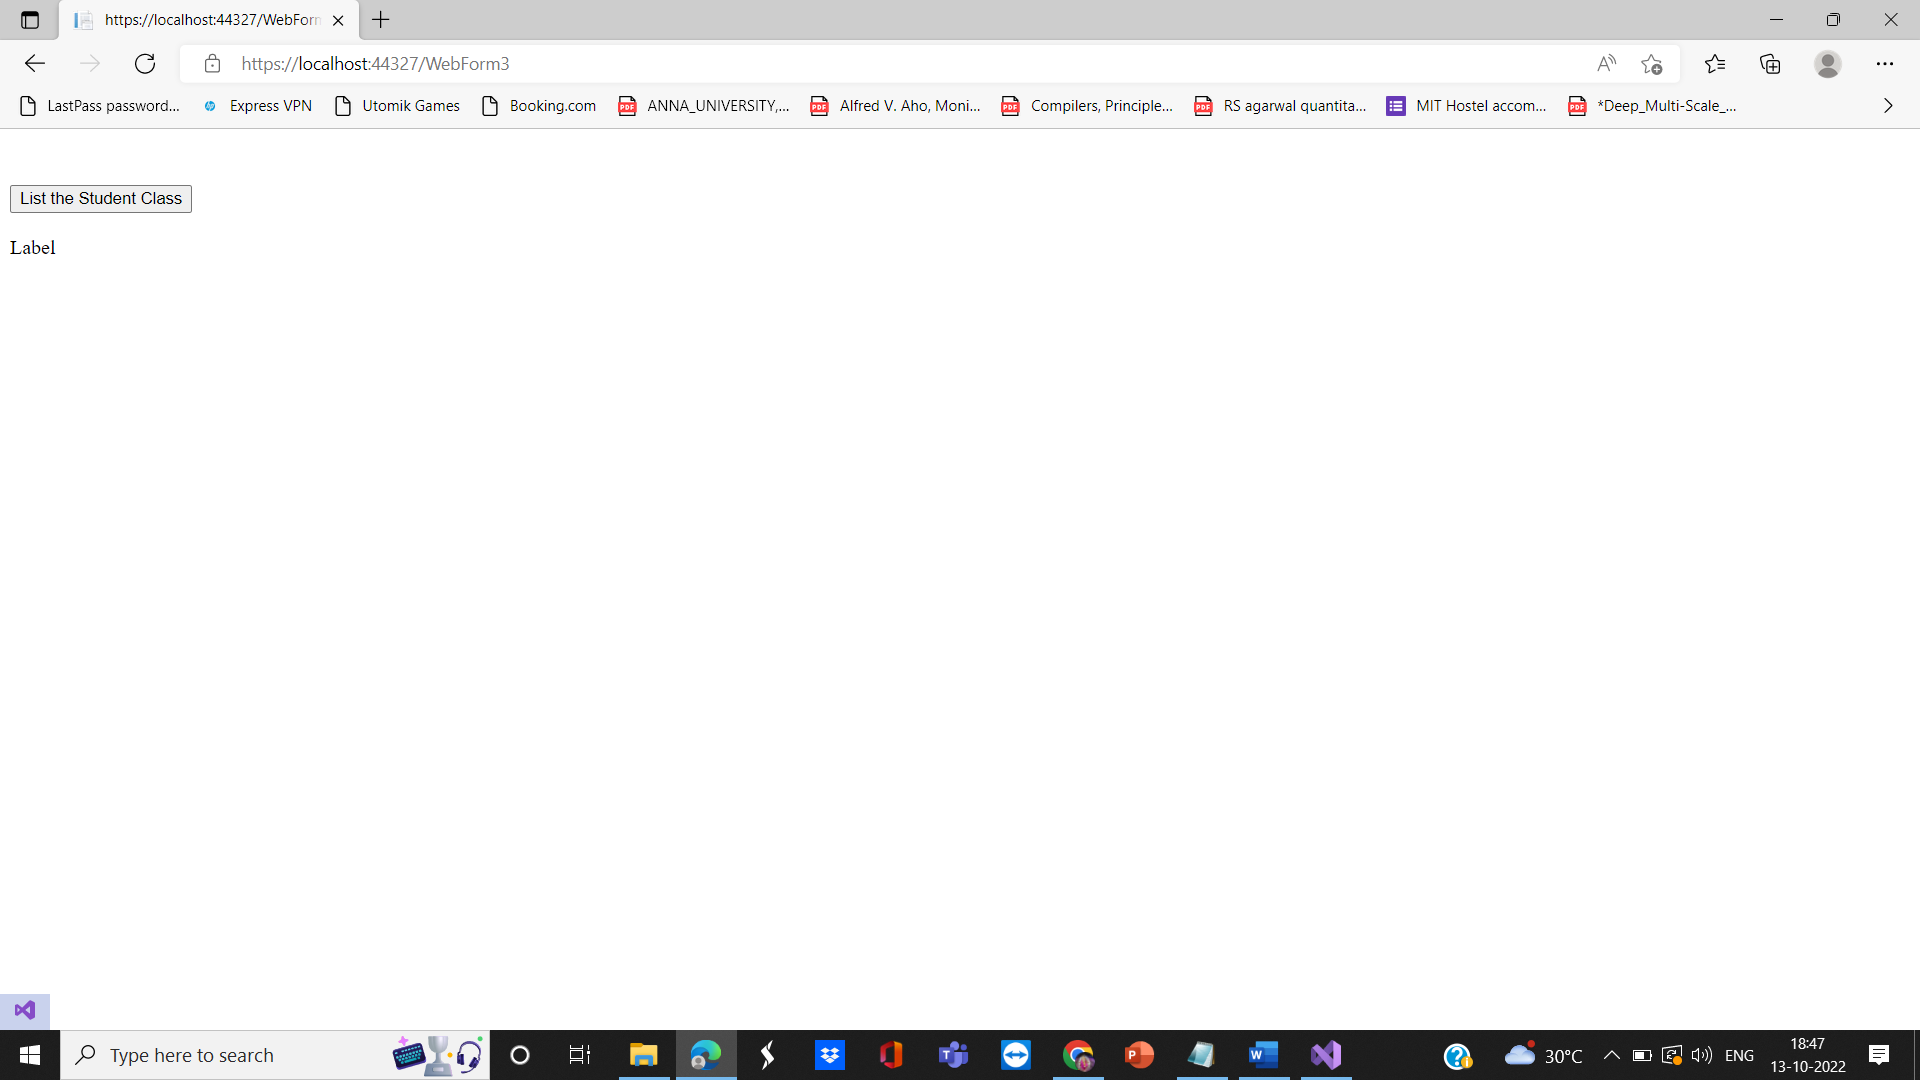 https://localhost:44327/WebForm
https://localhost:44327/WebForm3
LastPass password... Express VPN Utomik Games Booking.com ANNA_UNIVERSITY,... Alfred V. Aho, Moni... Compilers, Principle... RS agarwal quantita... MIT Hostel accom... *Deep_Multi-Scale_...
List the Student Class
Label
Type here to search
30°C ENG 18:47
13-10-2022